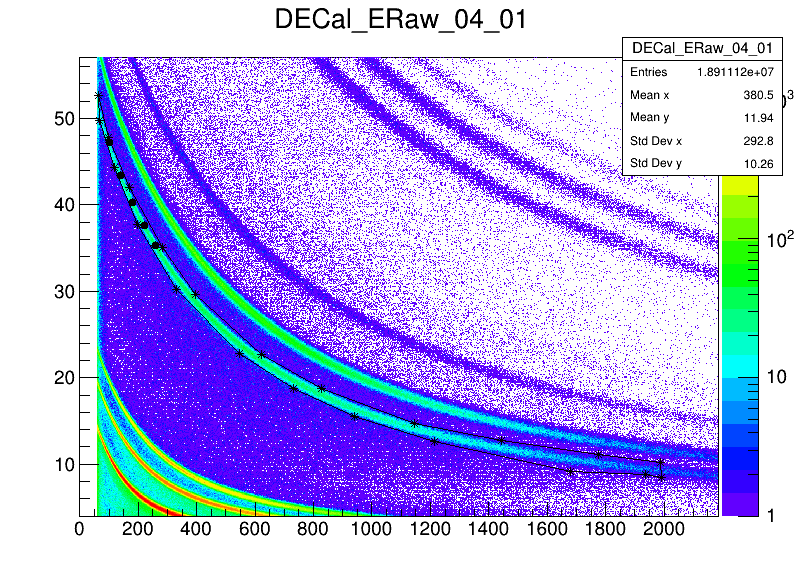 DECal_ERaw_04_01
DECal_ERaw_04_01
Entries 1.891112e+07
Mean x 380.5
Mean y 11.94
Std Dev x 292.8
Std Dev y 10.26
50
40
30
20
10
0 200 400 600 800 1000 1200 1400 1600 1800 2000
10²
10
1